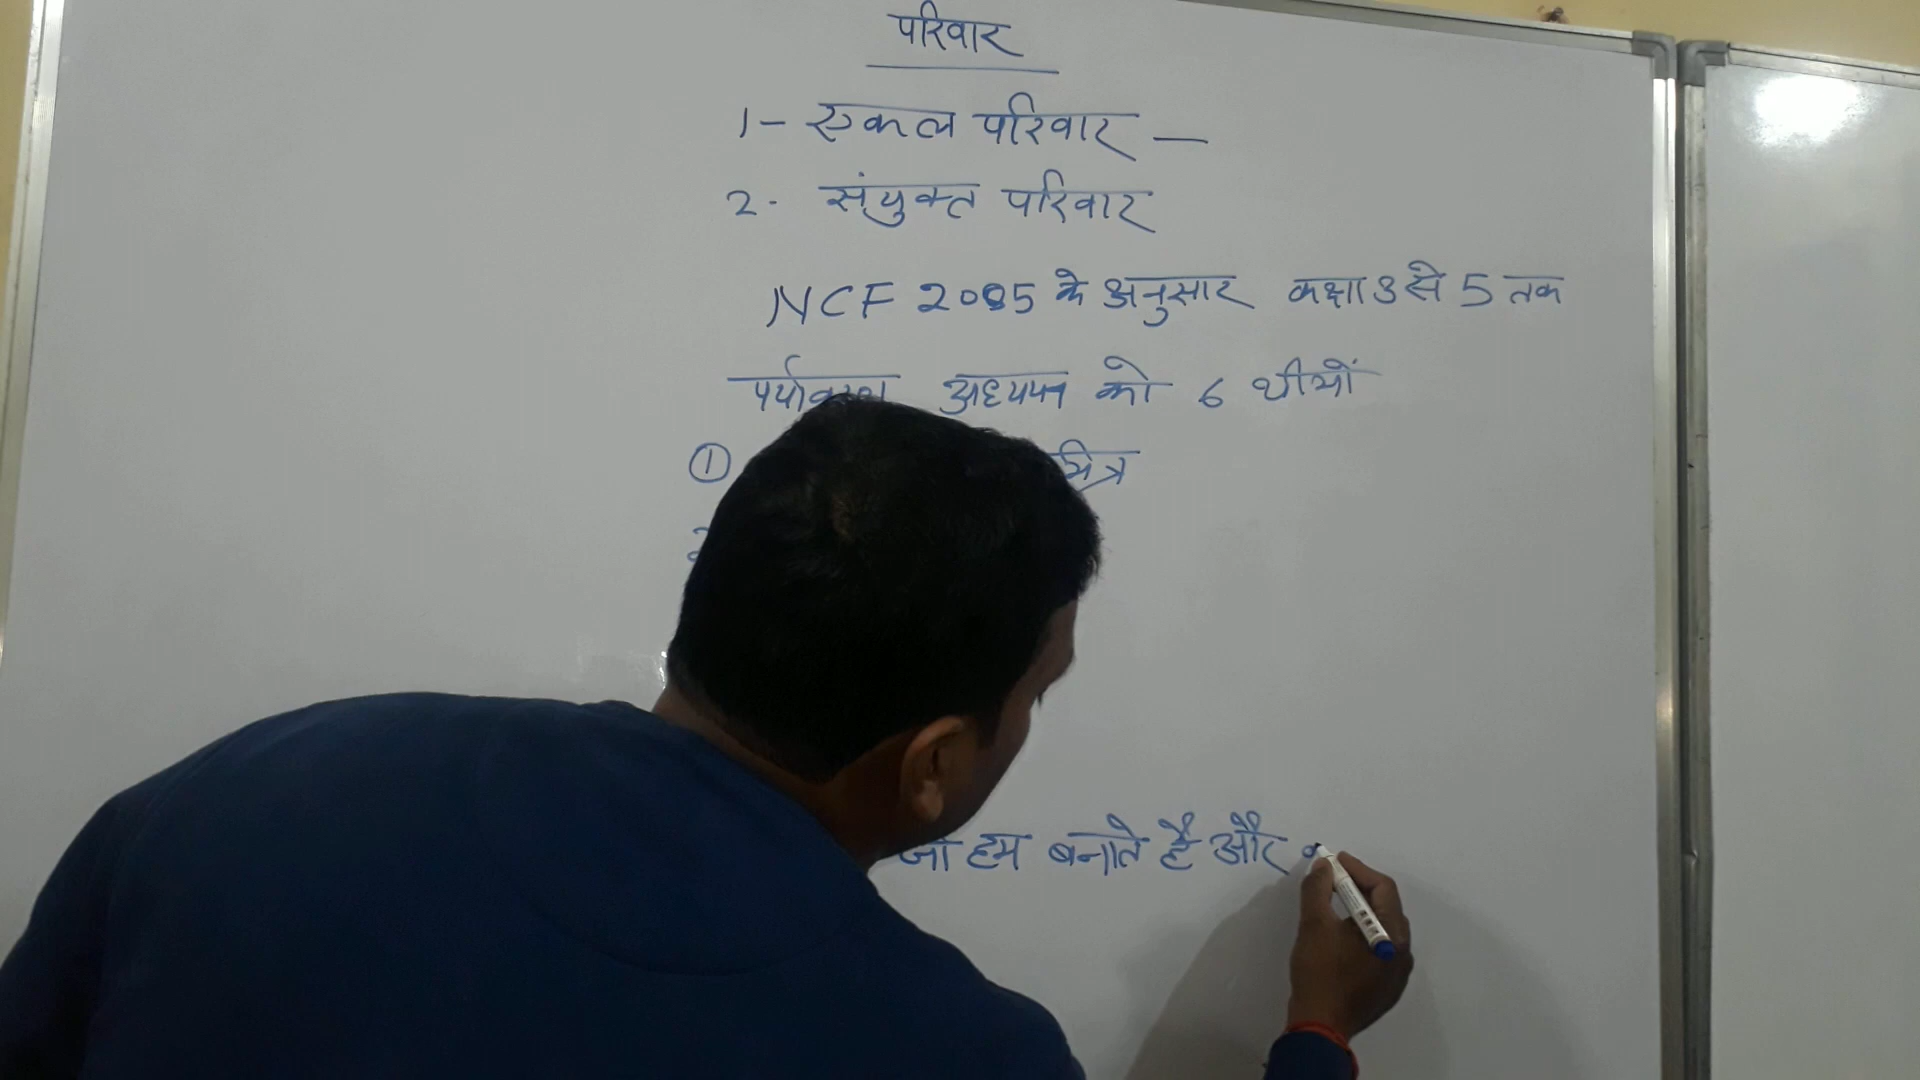 परिवार
1- एकल परिवार —
2. संयुक्त परिवार
NCF 2005 के अनुसार कक्षा 3 से 5 तक
पर्यावरण अध्ययन को 6 थीमों
① मित्र
2
जो हम बनाते है और